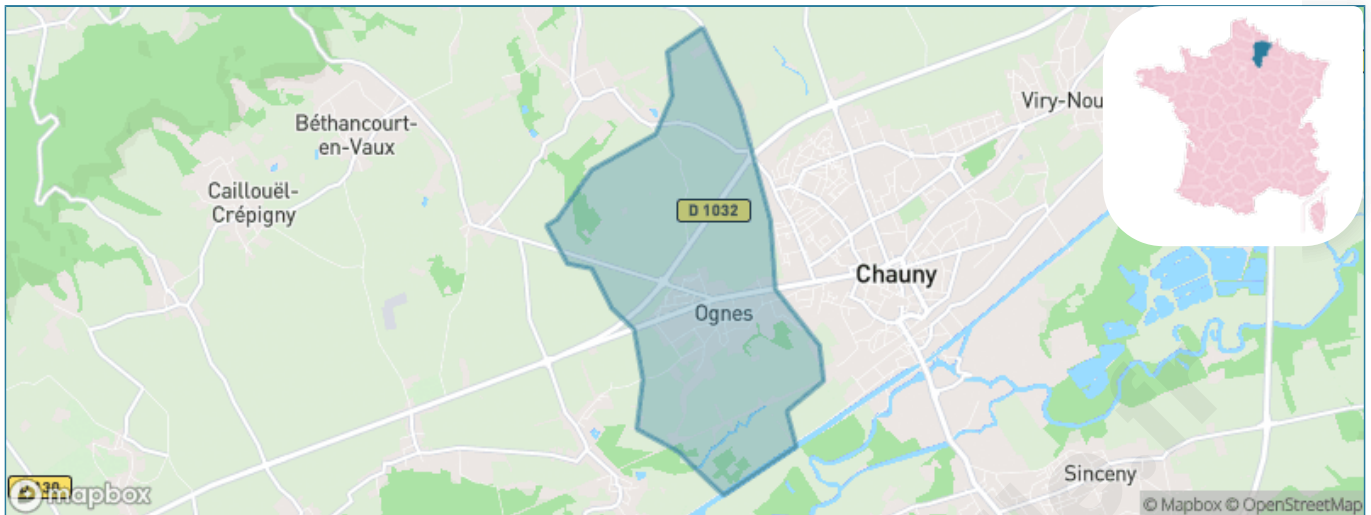 Viry-Nou
Béthancourt-
en-Vaux
Caillouël-
Crépigny
D 1032
Chauny
Ognes
Sinceny
mapbox
© Mapbox © OpenStreetMap